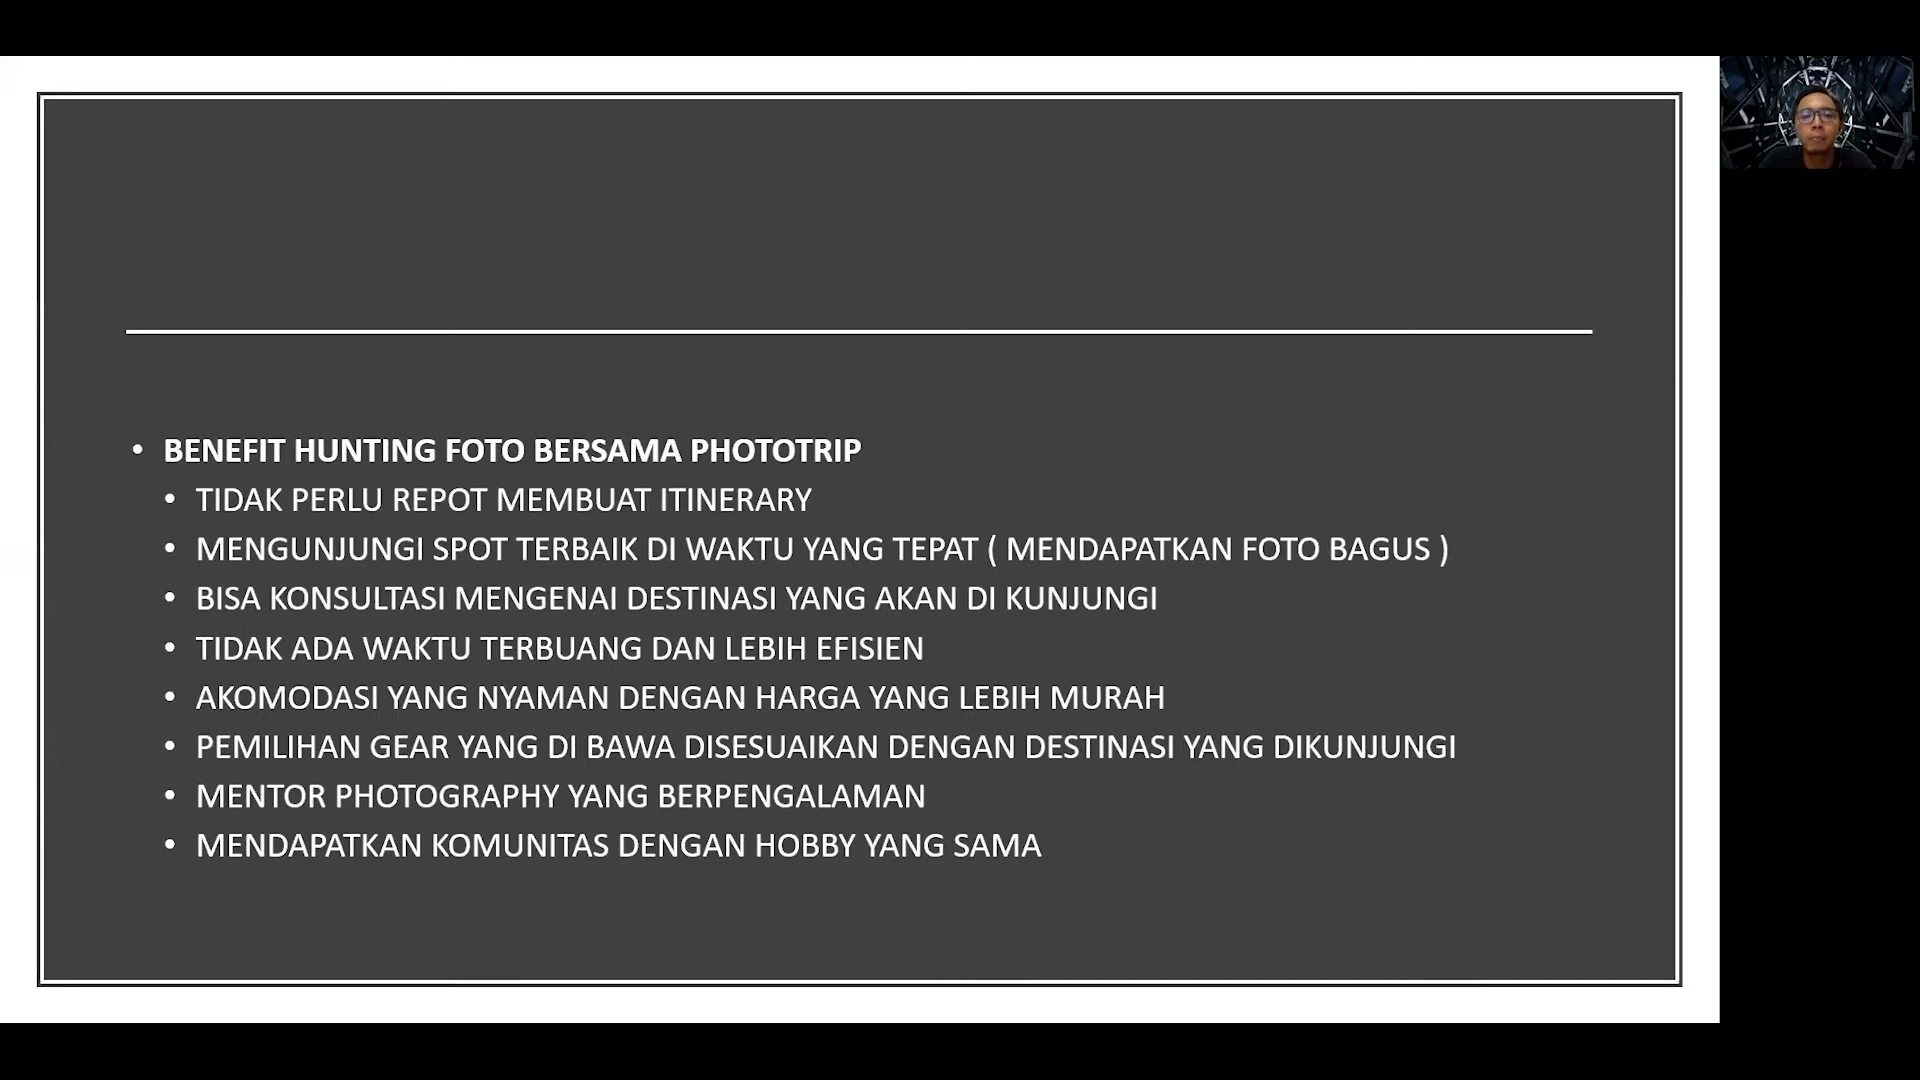 • BENEFIT HUNTING FOTO BERSAMA PHOTOTRIP
• TIDAK PERLU REPOT MEMBUAT ITINERARY
• MENGUNJUNGI SPOT TERBAIK DI WAKTU YANG TEPAT ( MENDAPATKAN FOTO BAGUS )
• BISA KONSULTASI MENGENAI DESTINASI YANG AKAN DI KUNJUNGI
• TIDAK ADA WAKTU TERBUANG DAN LEBIH EFISIEN
• AKOMODASI YANG NYAMAN DENGAN HARGA YANG LEBIH MURAH
• PEMILIHAN GEAR YANG DI BAWA DISESUAIKAN DENGAN DESTINASI YANG DIKUNJUNGI
• MENTOR PHOTOGRAPHY YANG BERPENGALAMAN
• MENDAPATKAN KOMUNITAS DENGAN HOBBY YANG SAMA